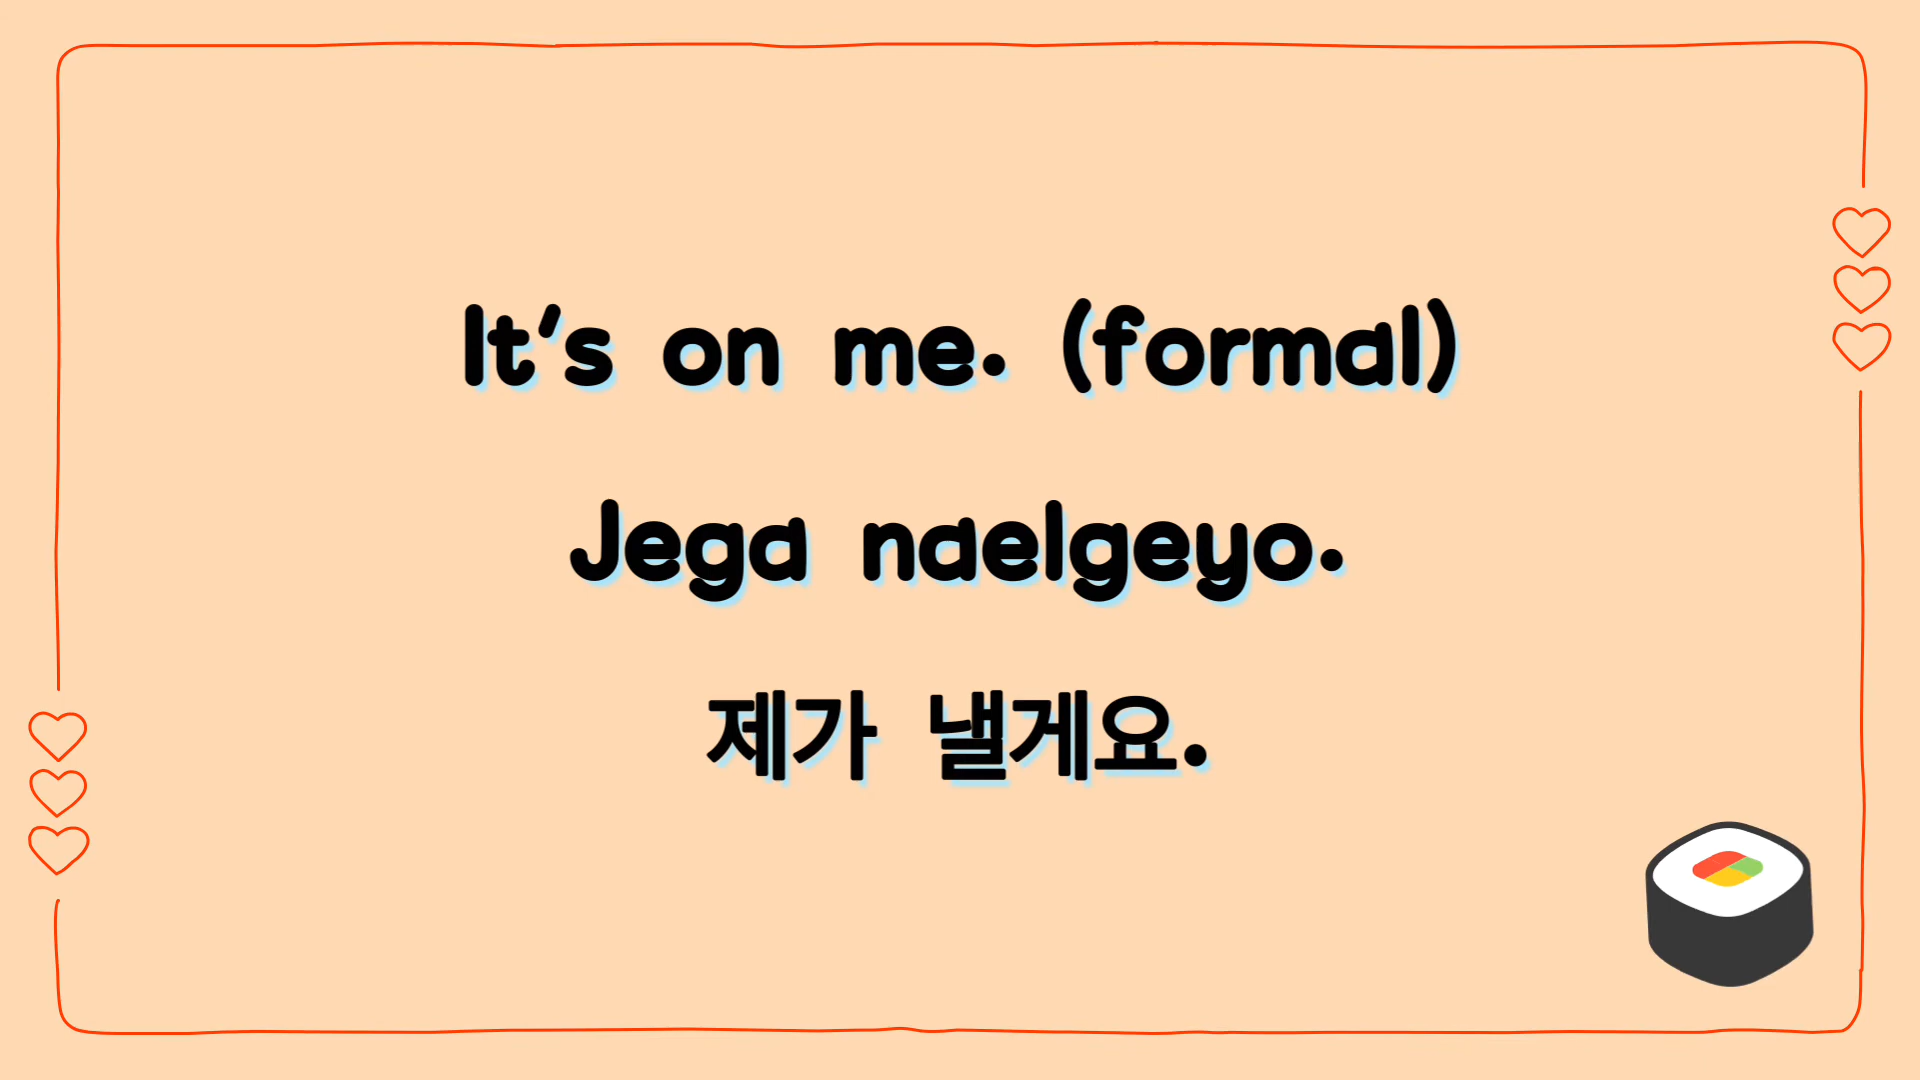 It's on me. (formal)
Jega naelgeyo.
제가 낼게요.